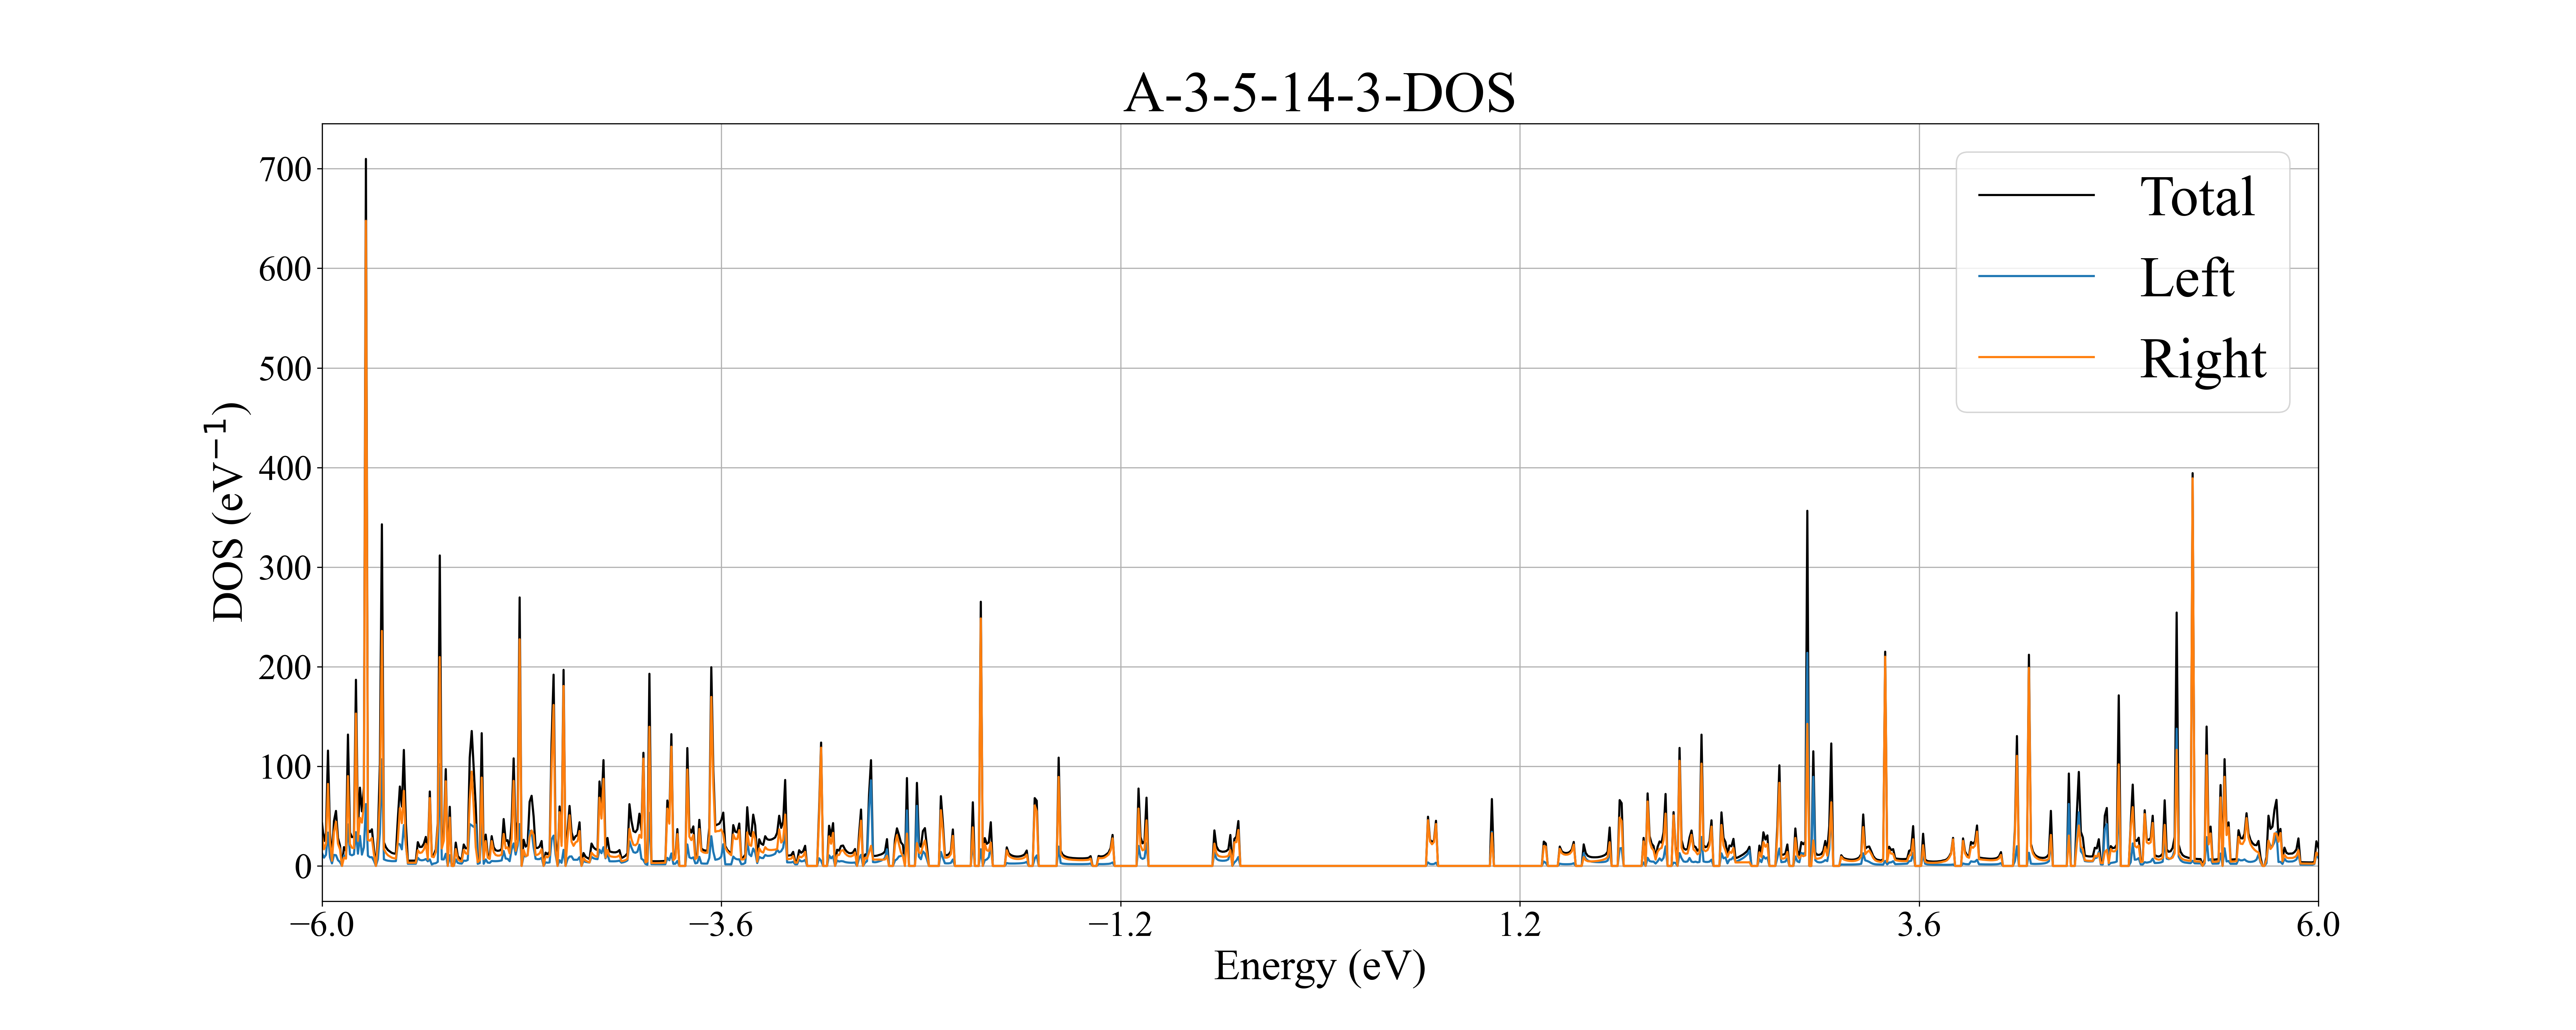 A-3-5-14-3-DOS
700
600
500
400
300
200
100
0
DOS (eV⁻¹)
Total
Left
Right
−6.0 −3.6 −1.2 1.2 3.6 6.0
Energy (eV)